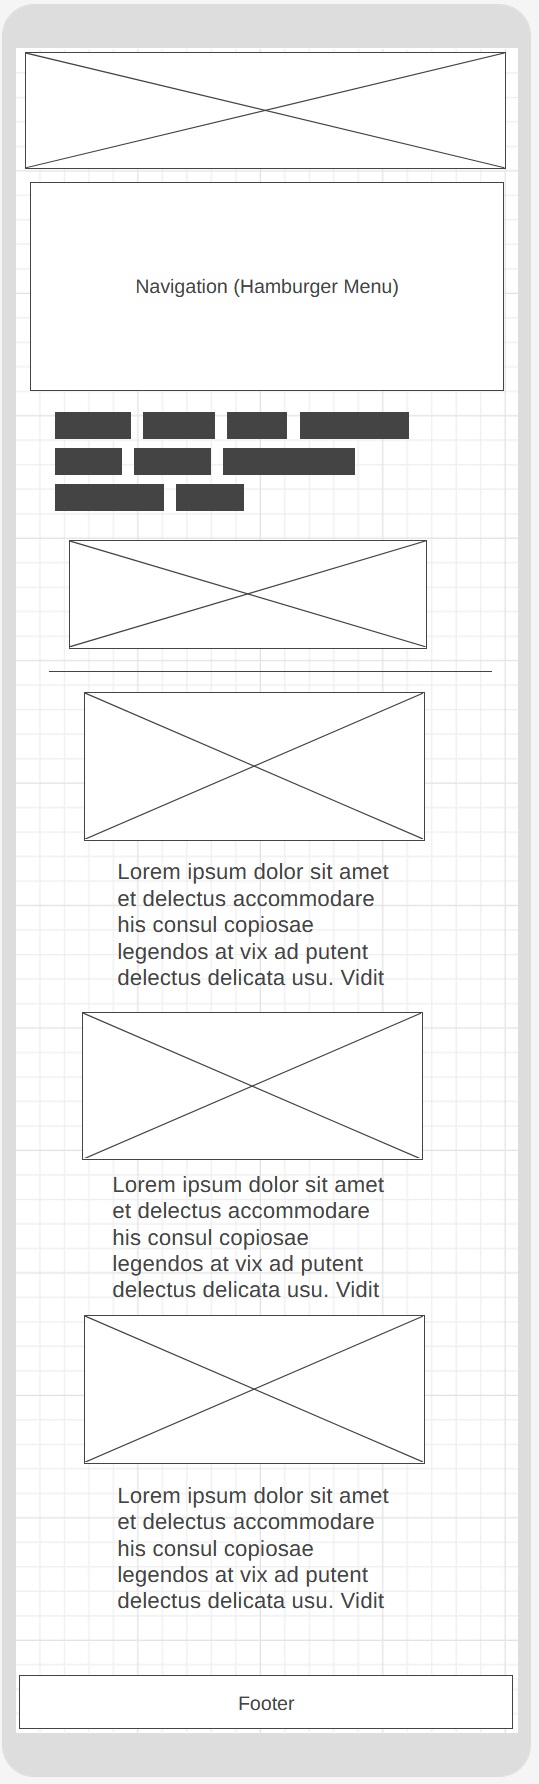 Navigation (Hamburger Menu)
Lorem ipsum dolor sit amet
et delectus accommodare
his consul copiosae
legendos at vix ad putent
delectus delicata usu. Vidit
Lorem ipsum dolor sit amet
et delectus accommodare
his consul copiosae
legendos at vix ad putent
delectus delicata usu. Vidit
Lorem ipsum dolor sit amet
et delectus accommodare
his consul copiosae
legendos at vix ad putent
delectus delicata usu. Vidit
Footer